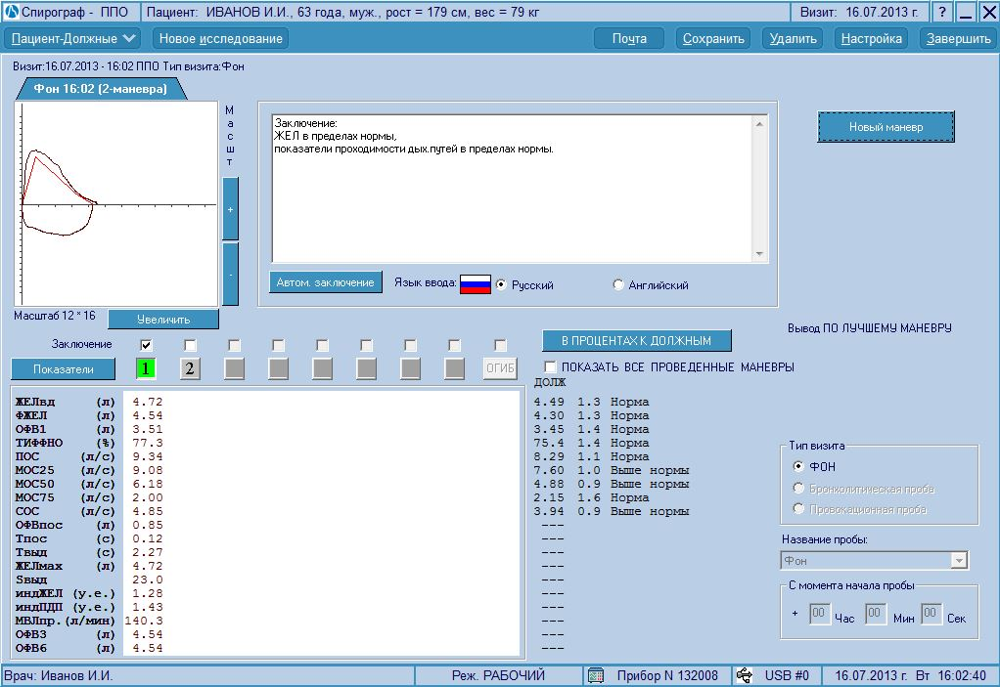 Спирограф - ППО
Пациент: ИВАНОВ И.И., 63 года, муж., рост = 179 см, вес = 79 кг
Визит: 16.07.2013 г.
?
Пациент-Должные
Новое исследование
Почта
Сохранить
Удалить
Настройка
Завершить
Визит:16.07.2013 - 16:02 ППО Тип визита:Фон
Фон 16:02 (2-маневра)
Масшт
+
-
Масштаб 12 * 16
Увеличить
Заключение:
ЖЕЛ в пределах нормы,
показатели проходимости дых.путей в пределах нормы.
Автом. заключение
Язык ввода:
Русский
Английский
Новый маневр
Вывод ПО ЛУЧШЕМУ МАНЕВРУ
Заключение
Показатели
1
2
ОГИБ
В ПРОЦЕНТАХ К ДОЛЖНЫМ
ПОКАЗАТЬ ВСЕ ПРОВЕДЕННЫЕ МАНЕВРЫ
ДОЛЖ
ЖЕЛвд (л) 4.72 4.49 1.3 Норма
ФЖЕЛ (л) 4.54 4.30 1.3 Норма
ОФВ1 (л) 3.51 3.45 1.4 Норма
ТИФФНО (%) 77.3 75.4 1.4 Норма
ПОС (л/с) 9.34 8.29 1.1 Норма
МОС25 (л/с) 9.08 7.60 1.0 Выше нормы
МОС50 (л/с) 6.18 4.88 0.9 Выше нормы
МОС75 (л/с) 2.00 2.15 1.6 Норма
СОС (л/с) 4.85 3.94 0.9 Выше нормы
ОФВпос (л) 0.85 ---
Тпос (с) 0.12 ---
Твыд (с) 2.27 ---
ЖЕЛмах (л) 4.72 ---
Sвыд 23.0 ---
индЖЕЛ (у.е.) 1.28 ---
индПДП (у.е.) 1.43 ---
МВЛпр.(л/мин) 140.3 ---
ОФВ3 (л) 4.54 ---
ОФВ6 (л) 4.54 ---
Тип визита
ФОН
Бронхолитическая проба
Провокационная проба
Название пробы:
Фон
С момента начала пробы
+ 00 Час 00 Мин 00 Сек
Врач: Иванов И.И.
Реж. РАБОЧИЙ
Прибор N 132008
USB #0
16.07.2013 г. Вт 16:02:40